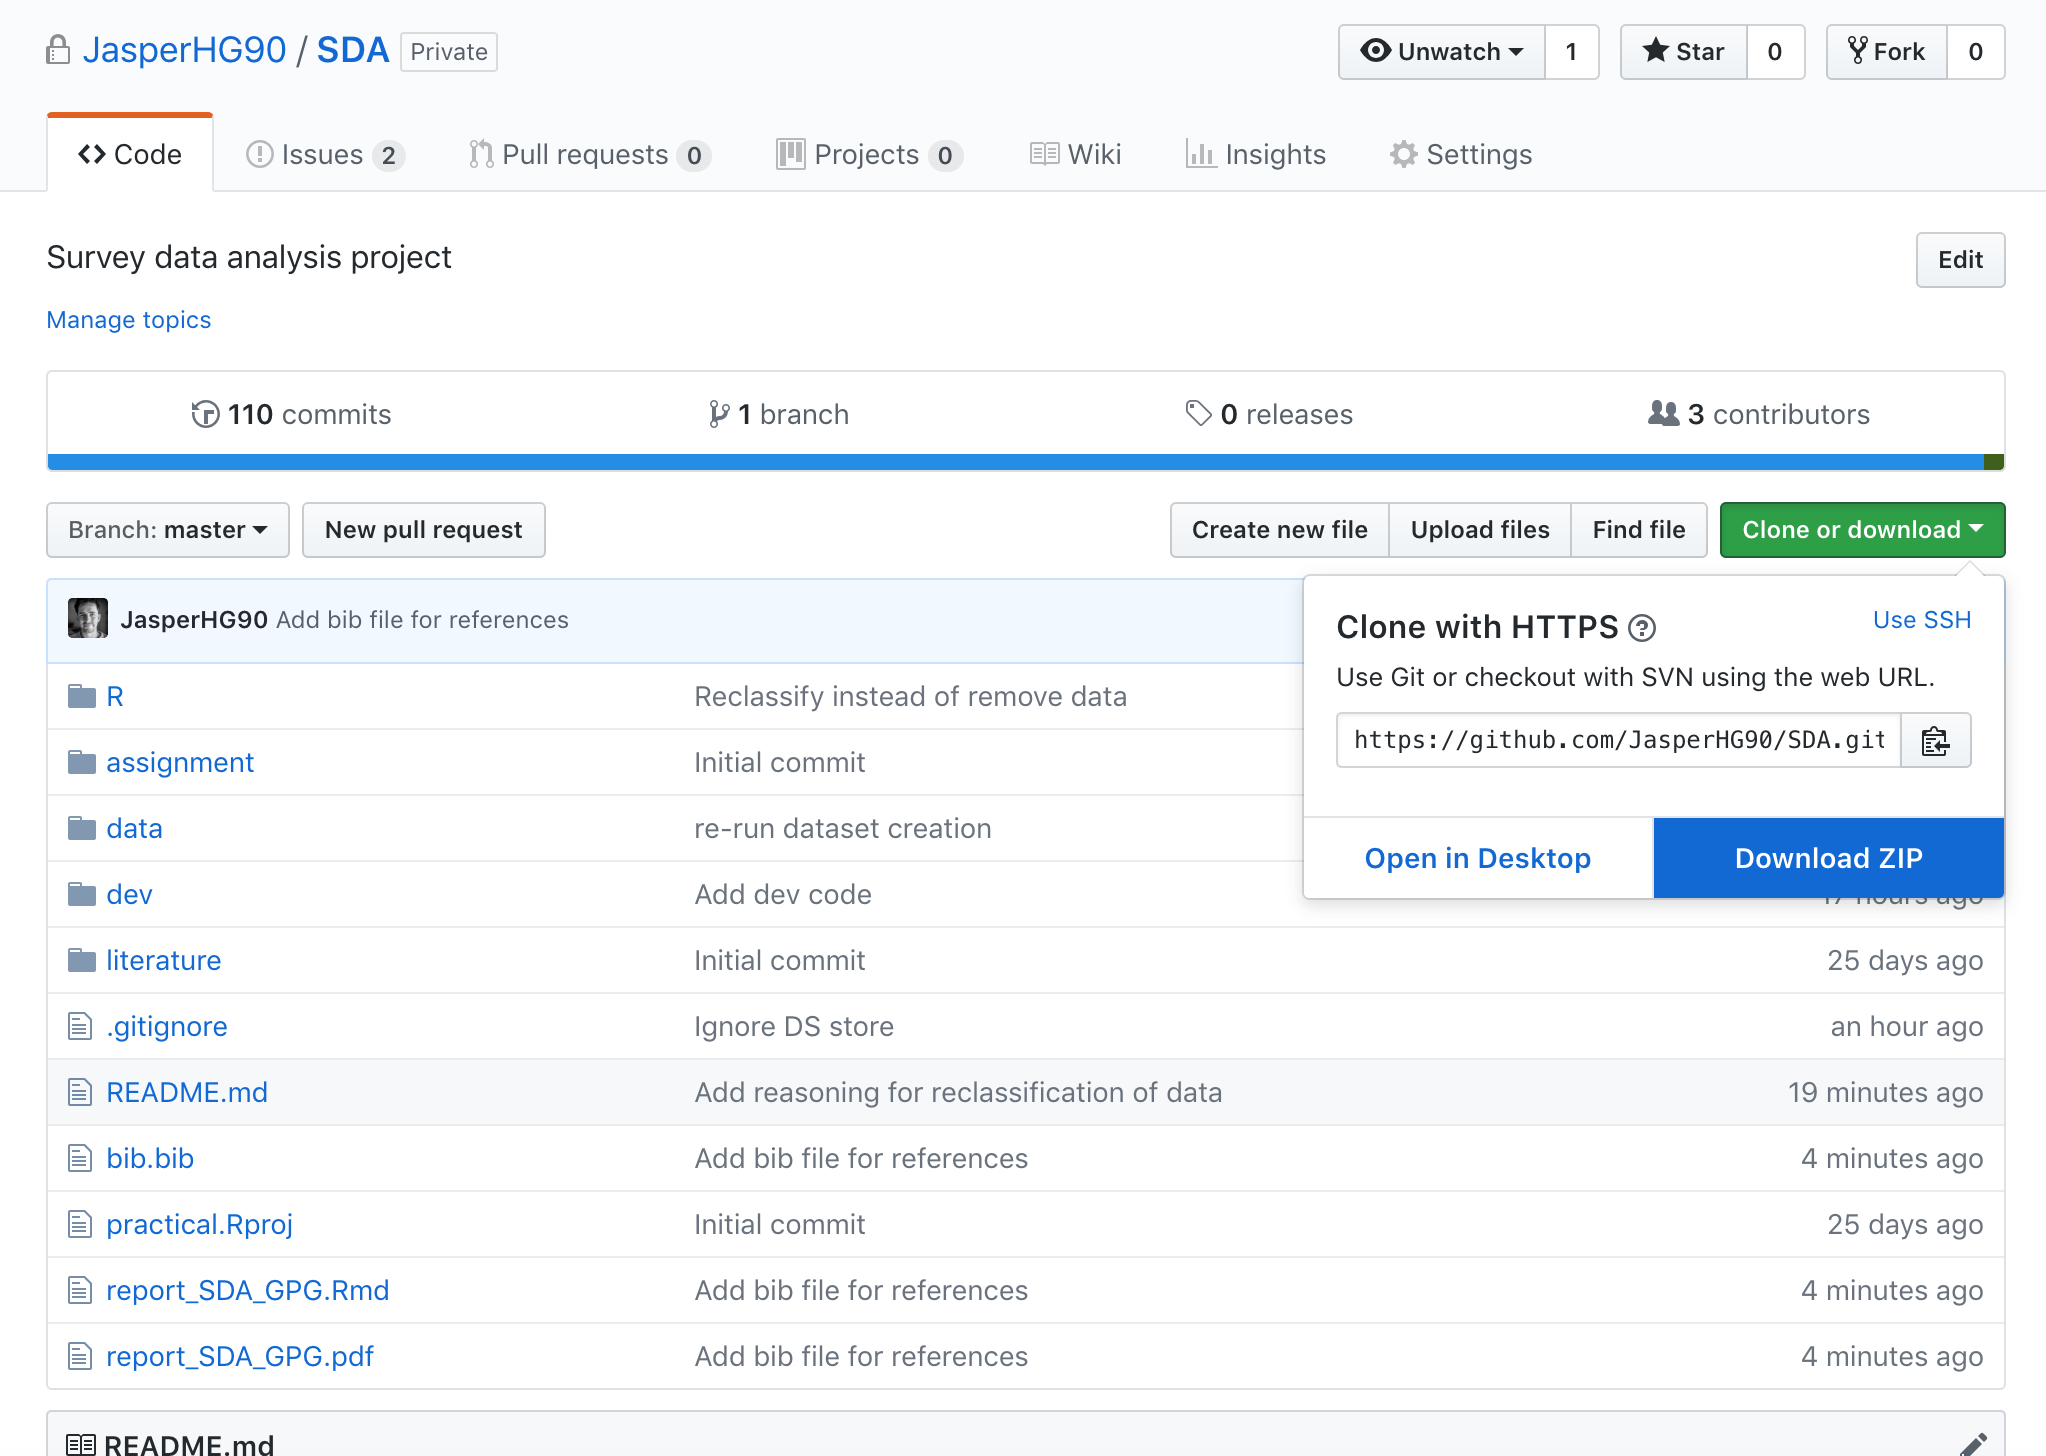 JasperHG90 / SDA Private
Unwatch 1 Star 0 Fork 0
Code Issues 2 Pull requests 0 Projects 0 Wiki Insights Settings
Survey data analysis project Edit
Manage topics
110 commits 1 branch 0 releases 3 contributors
Branch: master New pull request Create new file Upload files Find file Clone or download
JasperHG90 Add bib file for references
Clone with HTTPS ? Use SSH
Use Git or checkout with SVN using the web URL.
https://github.com/JasperHG90/SDA.git
Open in Desktop Download ZIP
R Reclassify instead of remove data
assignment Initial commit
data re-run dataset creation
dev Add dev code 17 hours ago
literature Initial commit 25 days ago
.gitignore Ignore DS store an hour ago
README.md Add reasoning for reclassification of data 19 minutes ago
bib.bib Add bib file for references 4 minutes ago
practical.Rproj Initial commit 25 days ago
report_SDA_GPG.Rmd Add bib file for references 4 minutes ago
report_SDA_GPG.pdf Add bib file for references 4 minutes ago
README.md